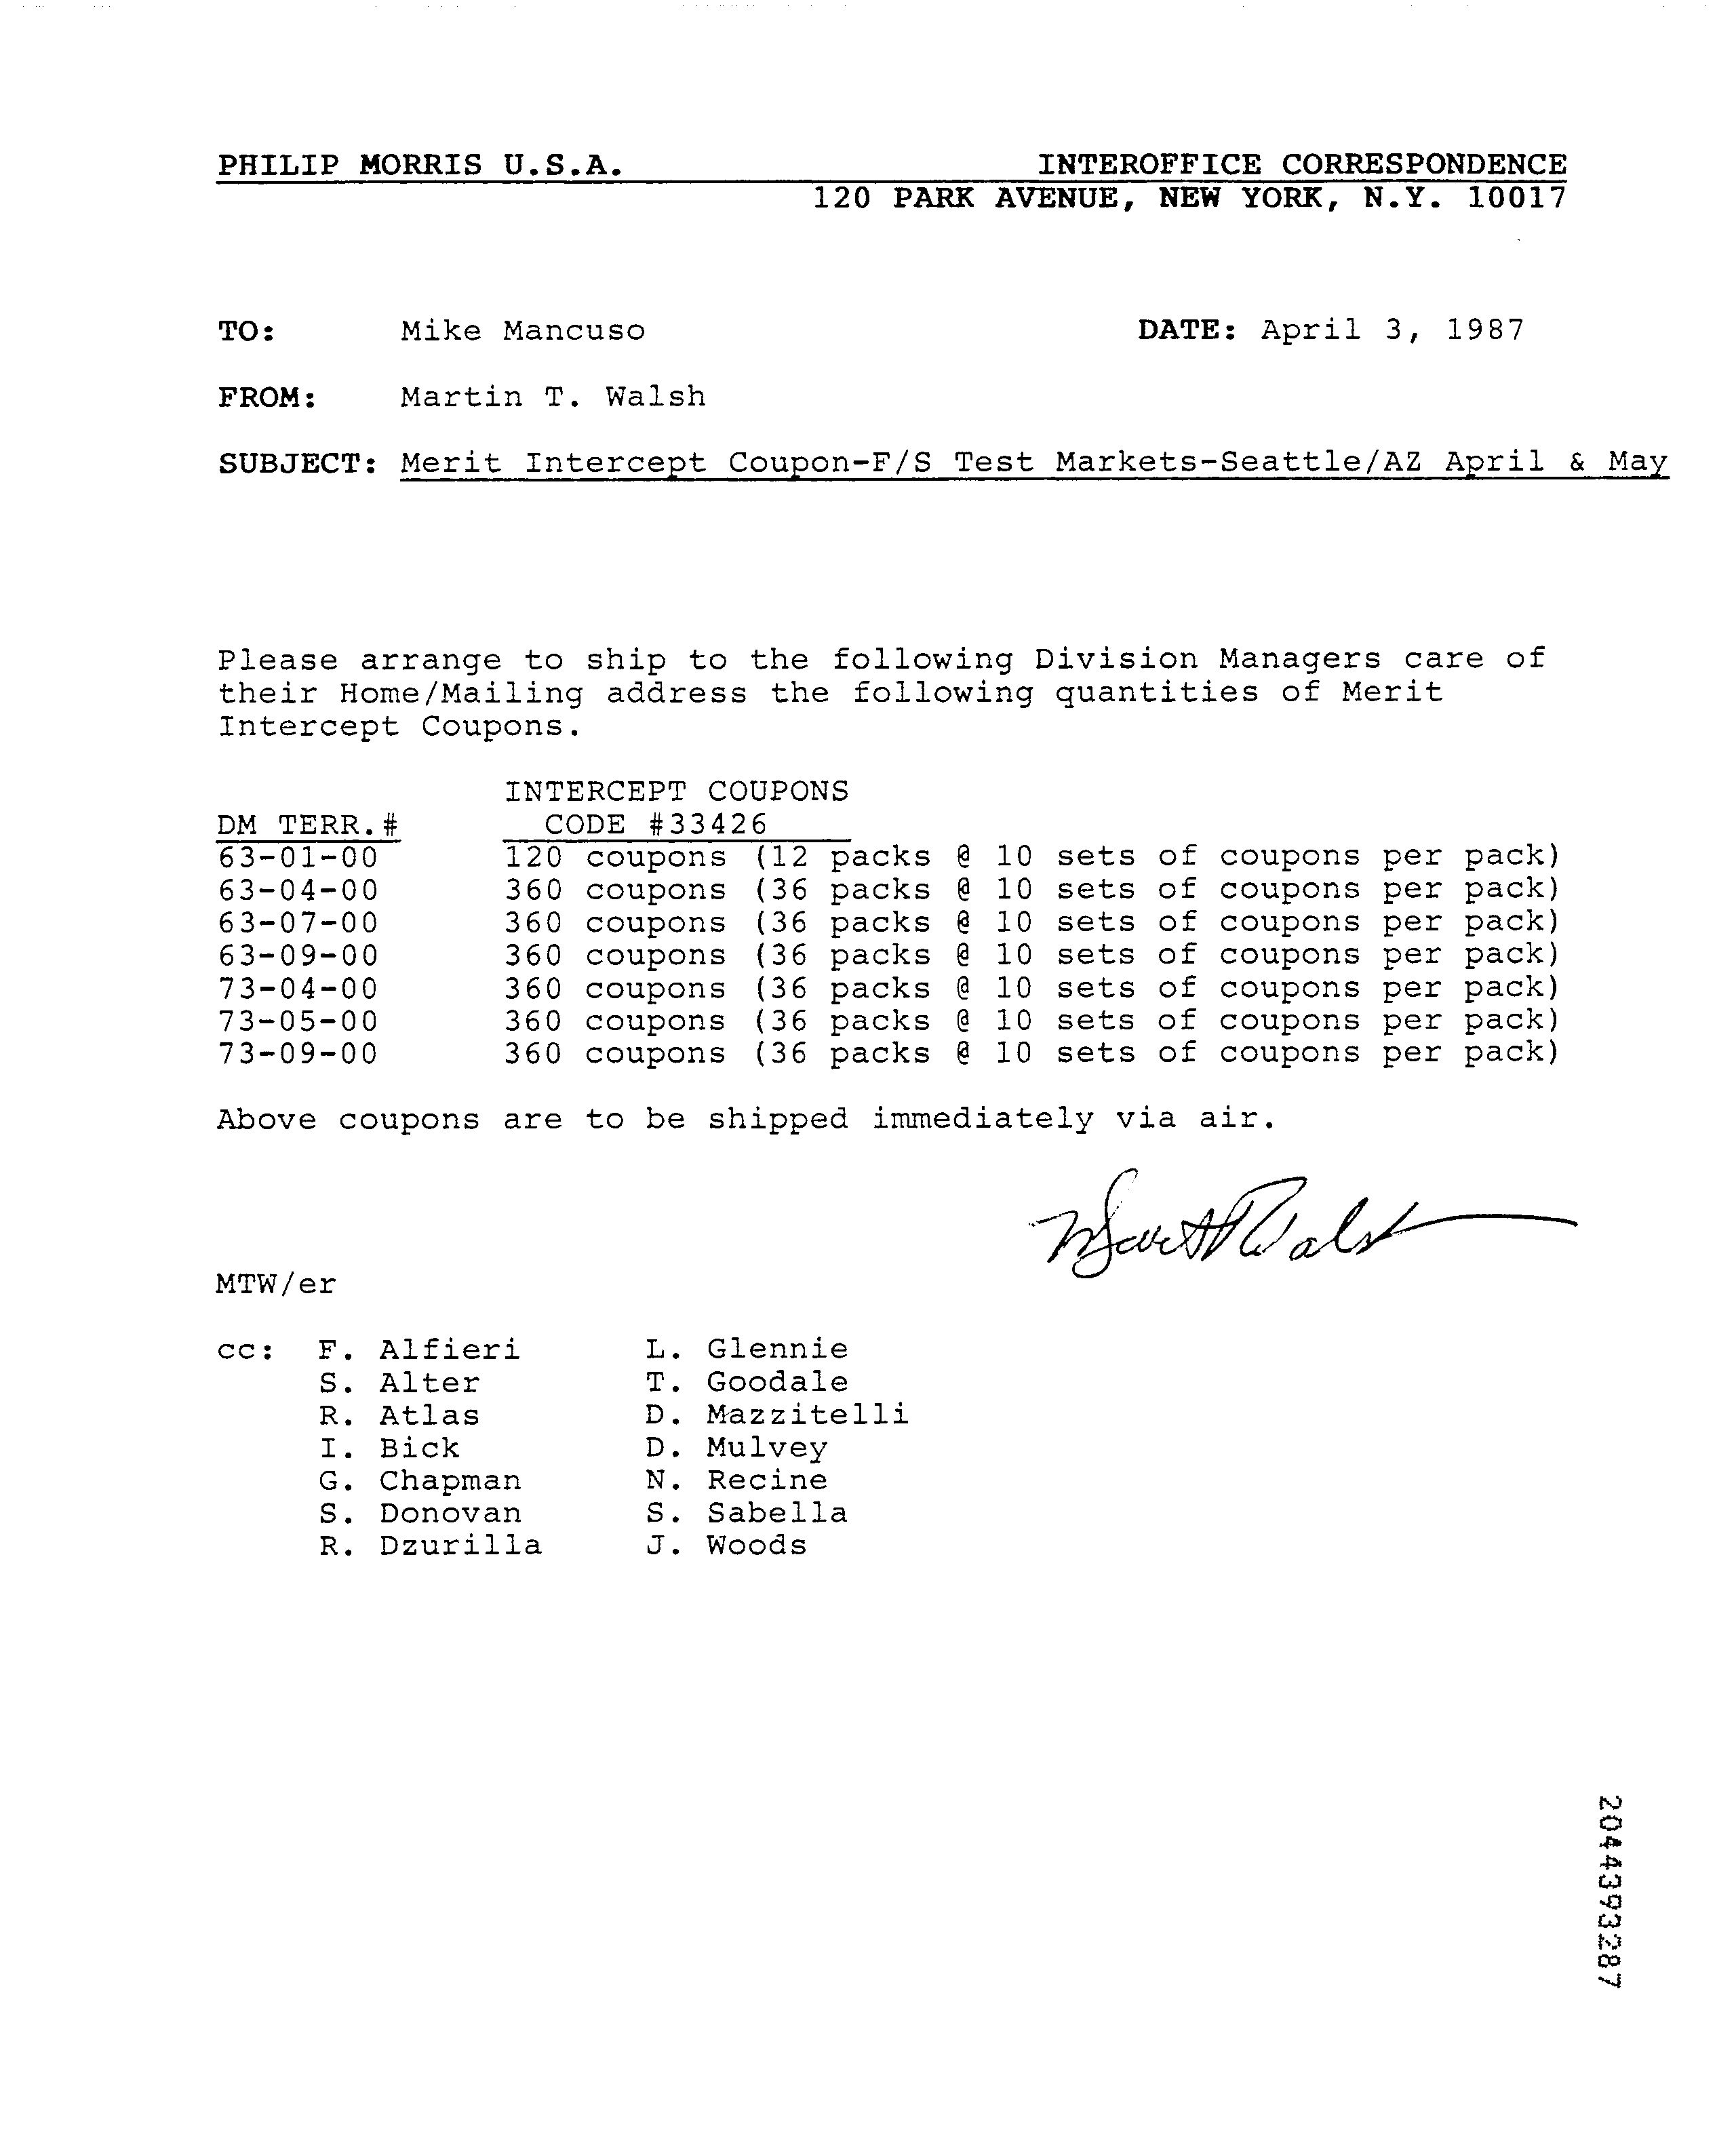 PHILIP MORRIS U.S.A. INTEROFFICE CORRESPONDENCE
120 PARK AVENUE, NEW YORK, N.Y. 10017
TO: Mike Mancuso DATE: April 3, 1987
FROM: Martin T. Walsh
SUBJECT: Merit Intercept Coupon-F/S Test Markets-Seattle/AZ April & May
Please arrange to ship to the following Division Managers care of
their Home/Mailing address the following quantities of Merit
Intercept Coupons.
INTERCEPT COUPONS
DM TERR.# CODE #33426
63-01-00 120 coupons (12 packs @ 10 sets of coupons per pack)
63-04-00 360 coupons (36 packs @ 10 sets of coupons per pack)
63-07-00 360 coupons (36 packs @ 10 sets of coupons per pack)
63-09-00 360 coupons (36 packs @ 10 sets of coupons per pack)
73-04-00 360 coupons (36 packs @ 10 sets of coupons per pack)
73-05-00 360 coupons (36 packs @ 10 sets of coupons per pack)
73-09-00 360 coupons (36 packs @ 10 sets of coupons per pack)
Above coupons are to be shipped immediately via air.
MTW/er
cc: F. Alfieri L. Glennie
S. Alter T. Goodale
R. Atlas D. Mazzitelli
I. Bick D. Mulvey
G. Chapman N. Recine
S. Donovan S. Sabella
R. Dzurilla J. Woods
2044393287